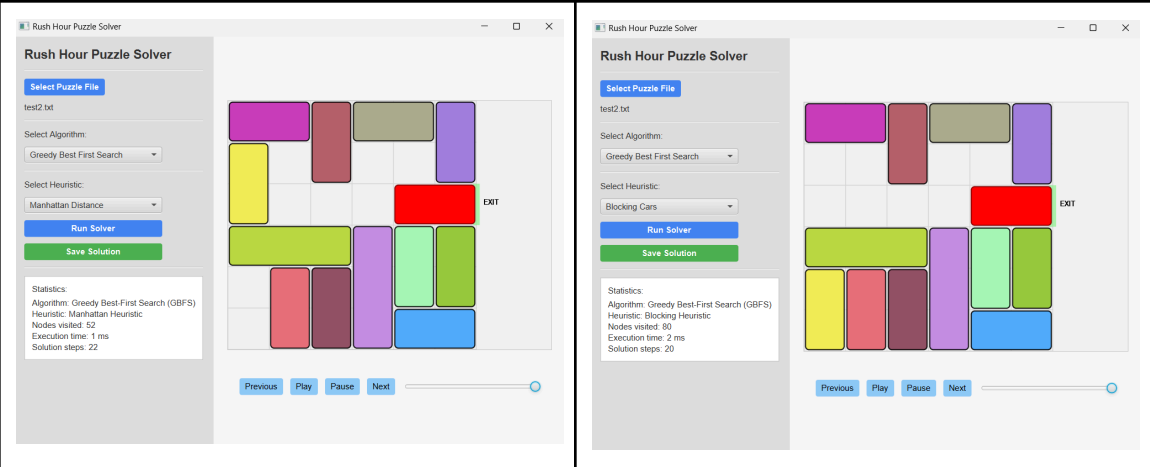 Rush Hour Puzzle Solver
Rush Hour Puzzle Solver
Select Puzzle File
test2.txt
Select Algorithm:
Greedy Best First Search
Select Heuristic:
Manhattan Distance
Run Solver
Save Solution
Statistics:
Algorithm: Greedy Best-First Search (GBFS)
Heuristic: Manhattan Heuristic
Nodes visited: 52
Execution time: 1 ms
Solution steps: 22
EXIT
Previous Play Pause Next
Rush Hour Puzzle Solver
Rush Hour Puzzle Solver
Select Puzzle File
test2.txt
Select Algorithm:
Greedy Best First Search
Select Heuristic:
Blocking Cars
Run Solver
Save Solution
Statistics:
Algorithm: Greedy Best-First Search (GBFS)
Heuristic: Blocking Heuristic
Nodes visited: 80
Execution time: 2 ms
Solution steps: 20
EXIT
Previous Play Pause Next